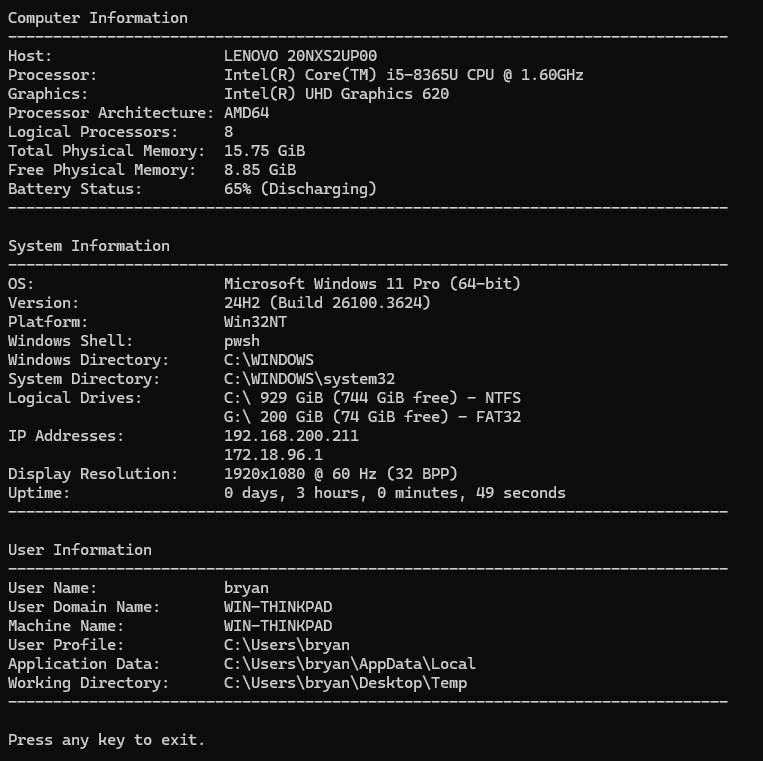 Computer Information
--------------------------------------------------------------------------------
Host:                   LENOVO 20NXS2UP00
Processor:              Intel(R) Core(TM) i5-8365U CPU @ 1.60GHz
Graphics:               Intel(R) UHD Graphics 620
Processor Architecture: AMD64
Logical Processors:     8
Total Physical Memory:  15.75 GiB
Free Physical Memory:   8.85 GiB
Battery Status:         65% (Discharging)
--------------------------------------------------------------------------------

System Information
--------------------------------------------------------------------------------
OS:                     Microsoft Windows 11 Pro (64-bit)
Version:                24H2 (Build 26100.3624)
Platform:               Win32NT
Windows Shell:          pwsh
Windows Directory:      C:\WINDOWS
System Directory:       C:\WINDOWS\system32
Logical Drives:         C:\ 929 GiB (744 GiB free) - NTFS
                        G:\ 200 GiB (74 GiB free) - FAT32
IP Addresses:           192.168.200.211
                        172.18.96.1
Display Resolution:     1920x1080 @ 60 Hz (32 BPP)
Uptime:                 0 days, 3 hours, 0 minutes, 49 seconds
--------------------------------------------------------------------------------

User Information
--------------------------------------------------------------------------------
User Name:              bryan
User Domain Name:       WIN-THINKPAD
Machine Name:           WIN-THINKPAD
User Profile:           C:\Users\bryan
Application Data:       C:\Users\bryan\AppData\Local
Working Directory:      C:\Users\bryan\Desktop\Temp
--------------------------------------------------------------------------------

Press any key to exit.